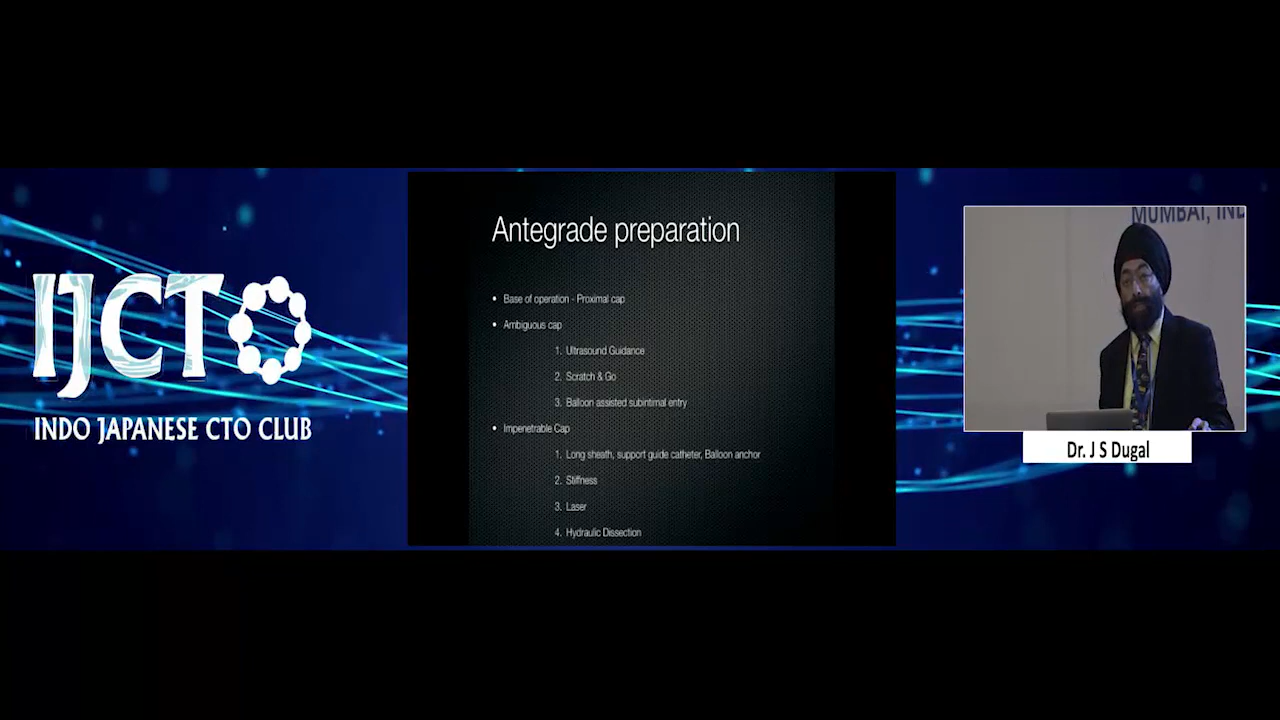 IJCTO
INDO JAPANESE CTO CLUB
Antegrade preparation
• Base of operation - Proximal cap
• Ambiguous cap
1. Ultrasound Guidance
2. Scratch & Go
3. Balloon assisted subintimal entry
• Impenetrable Cap
1. Long sheath, support guide catheter, Balloon anchor
2. Stiffness
3. Laser
4. Hydraulic Dissection
MUMBAI, IND
Dr. J S Dugal